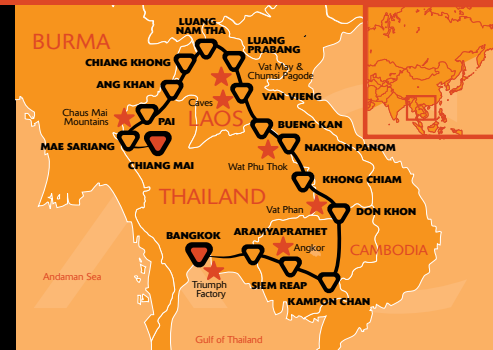 BURMA
LUANG
NAM THA
LUANG
PRABANG
CHIANG KHONG
Vat May &
Chumsi Pagode
ANG KHAN
Caves
VAN VIENG
LAOS
Chaus Mai
Mountains
PAI
BUENG KAN
MAE SARIANG
NAKHON PANOM
CHIANG MAI
Wat Phu Thok
KHONG CHIAM
THAILAND
Vat Phan
DON KHON
BANGKOK
ARAMYAPRATHET
Angkor
CAMBODIA
Andaman Sea
Triumph
Factory
SIEM REAP
KAMPON CHAN
Gulf of Thailand